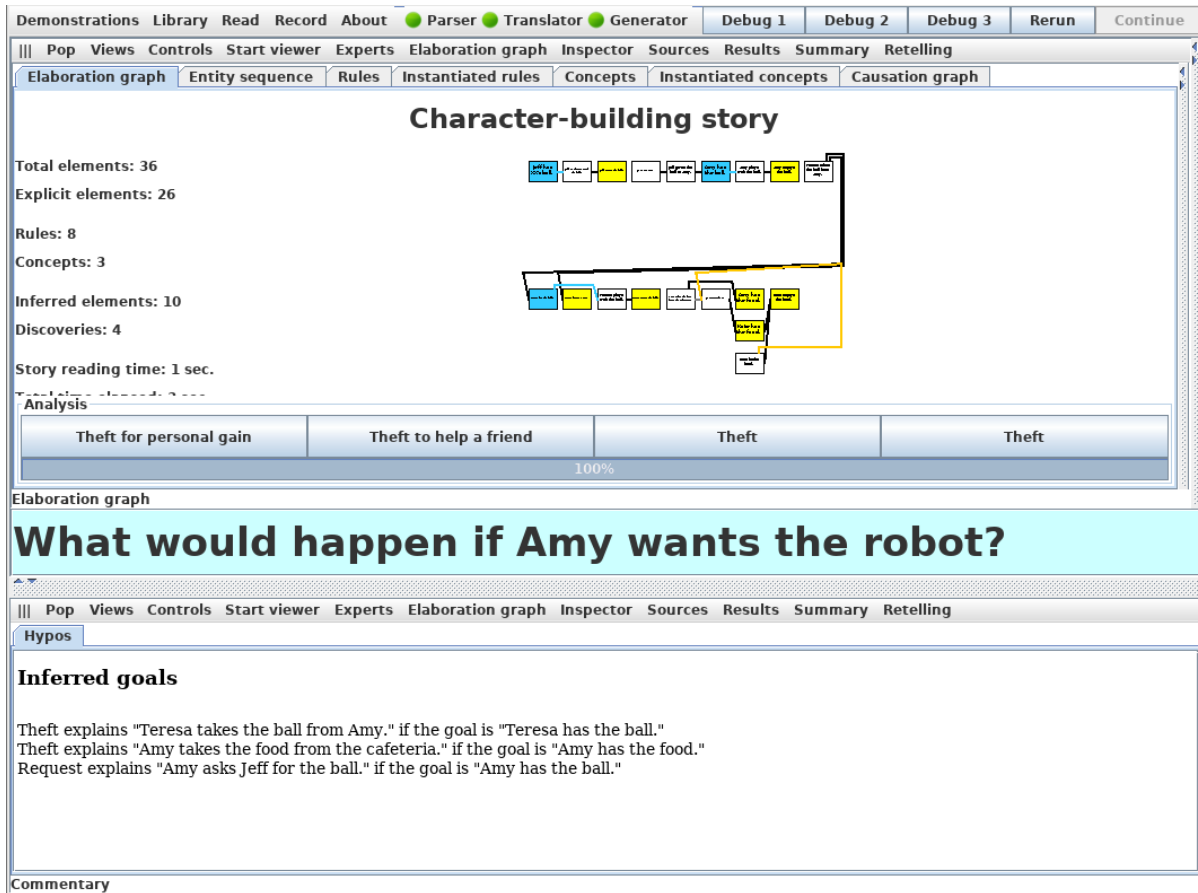 Demonstrations Library Read Record About Parser Translator Generator Debug 1 Debug 2 Debug 3 Rerun Continue
||| Pop Views Controls Start viewer Experts Elaboration graph Inspector Sources Results Summary Retelling
Elaboration graph Entity sequence Rules Instantiated rules Concepts Instantiated concepts Causation graph
Character-building story
Total elements: 36
Explicit elements: 26
Rules: 8
Concepts: 3
Inferred elements: 10
Discoveries: 4
Story reading time: 1 sec.
Analysis
Theft for personal gain Theft to help a friend Theft Theft
100%
Elaboration graph
What would happen if Amy wants the robot?
||| Pop Views Controls Start viewer Experts Elaboration graph Inspector Sources Results Summary Retelling
Hypos
Inferred goals
Theft explains "Teresa takes the ball from Amy." if the goal is "Teresa has the ball."
Theft explains "Amy takes the food from the cafeteria." if the goal is "Amy has the food."
Request explains "Amy asks Jeff for the ball." if the goal is "Amy has the ball."
Commentary